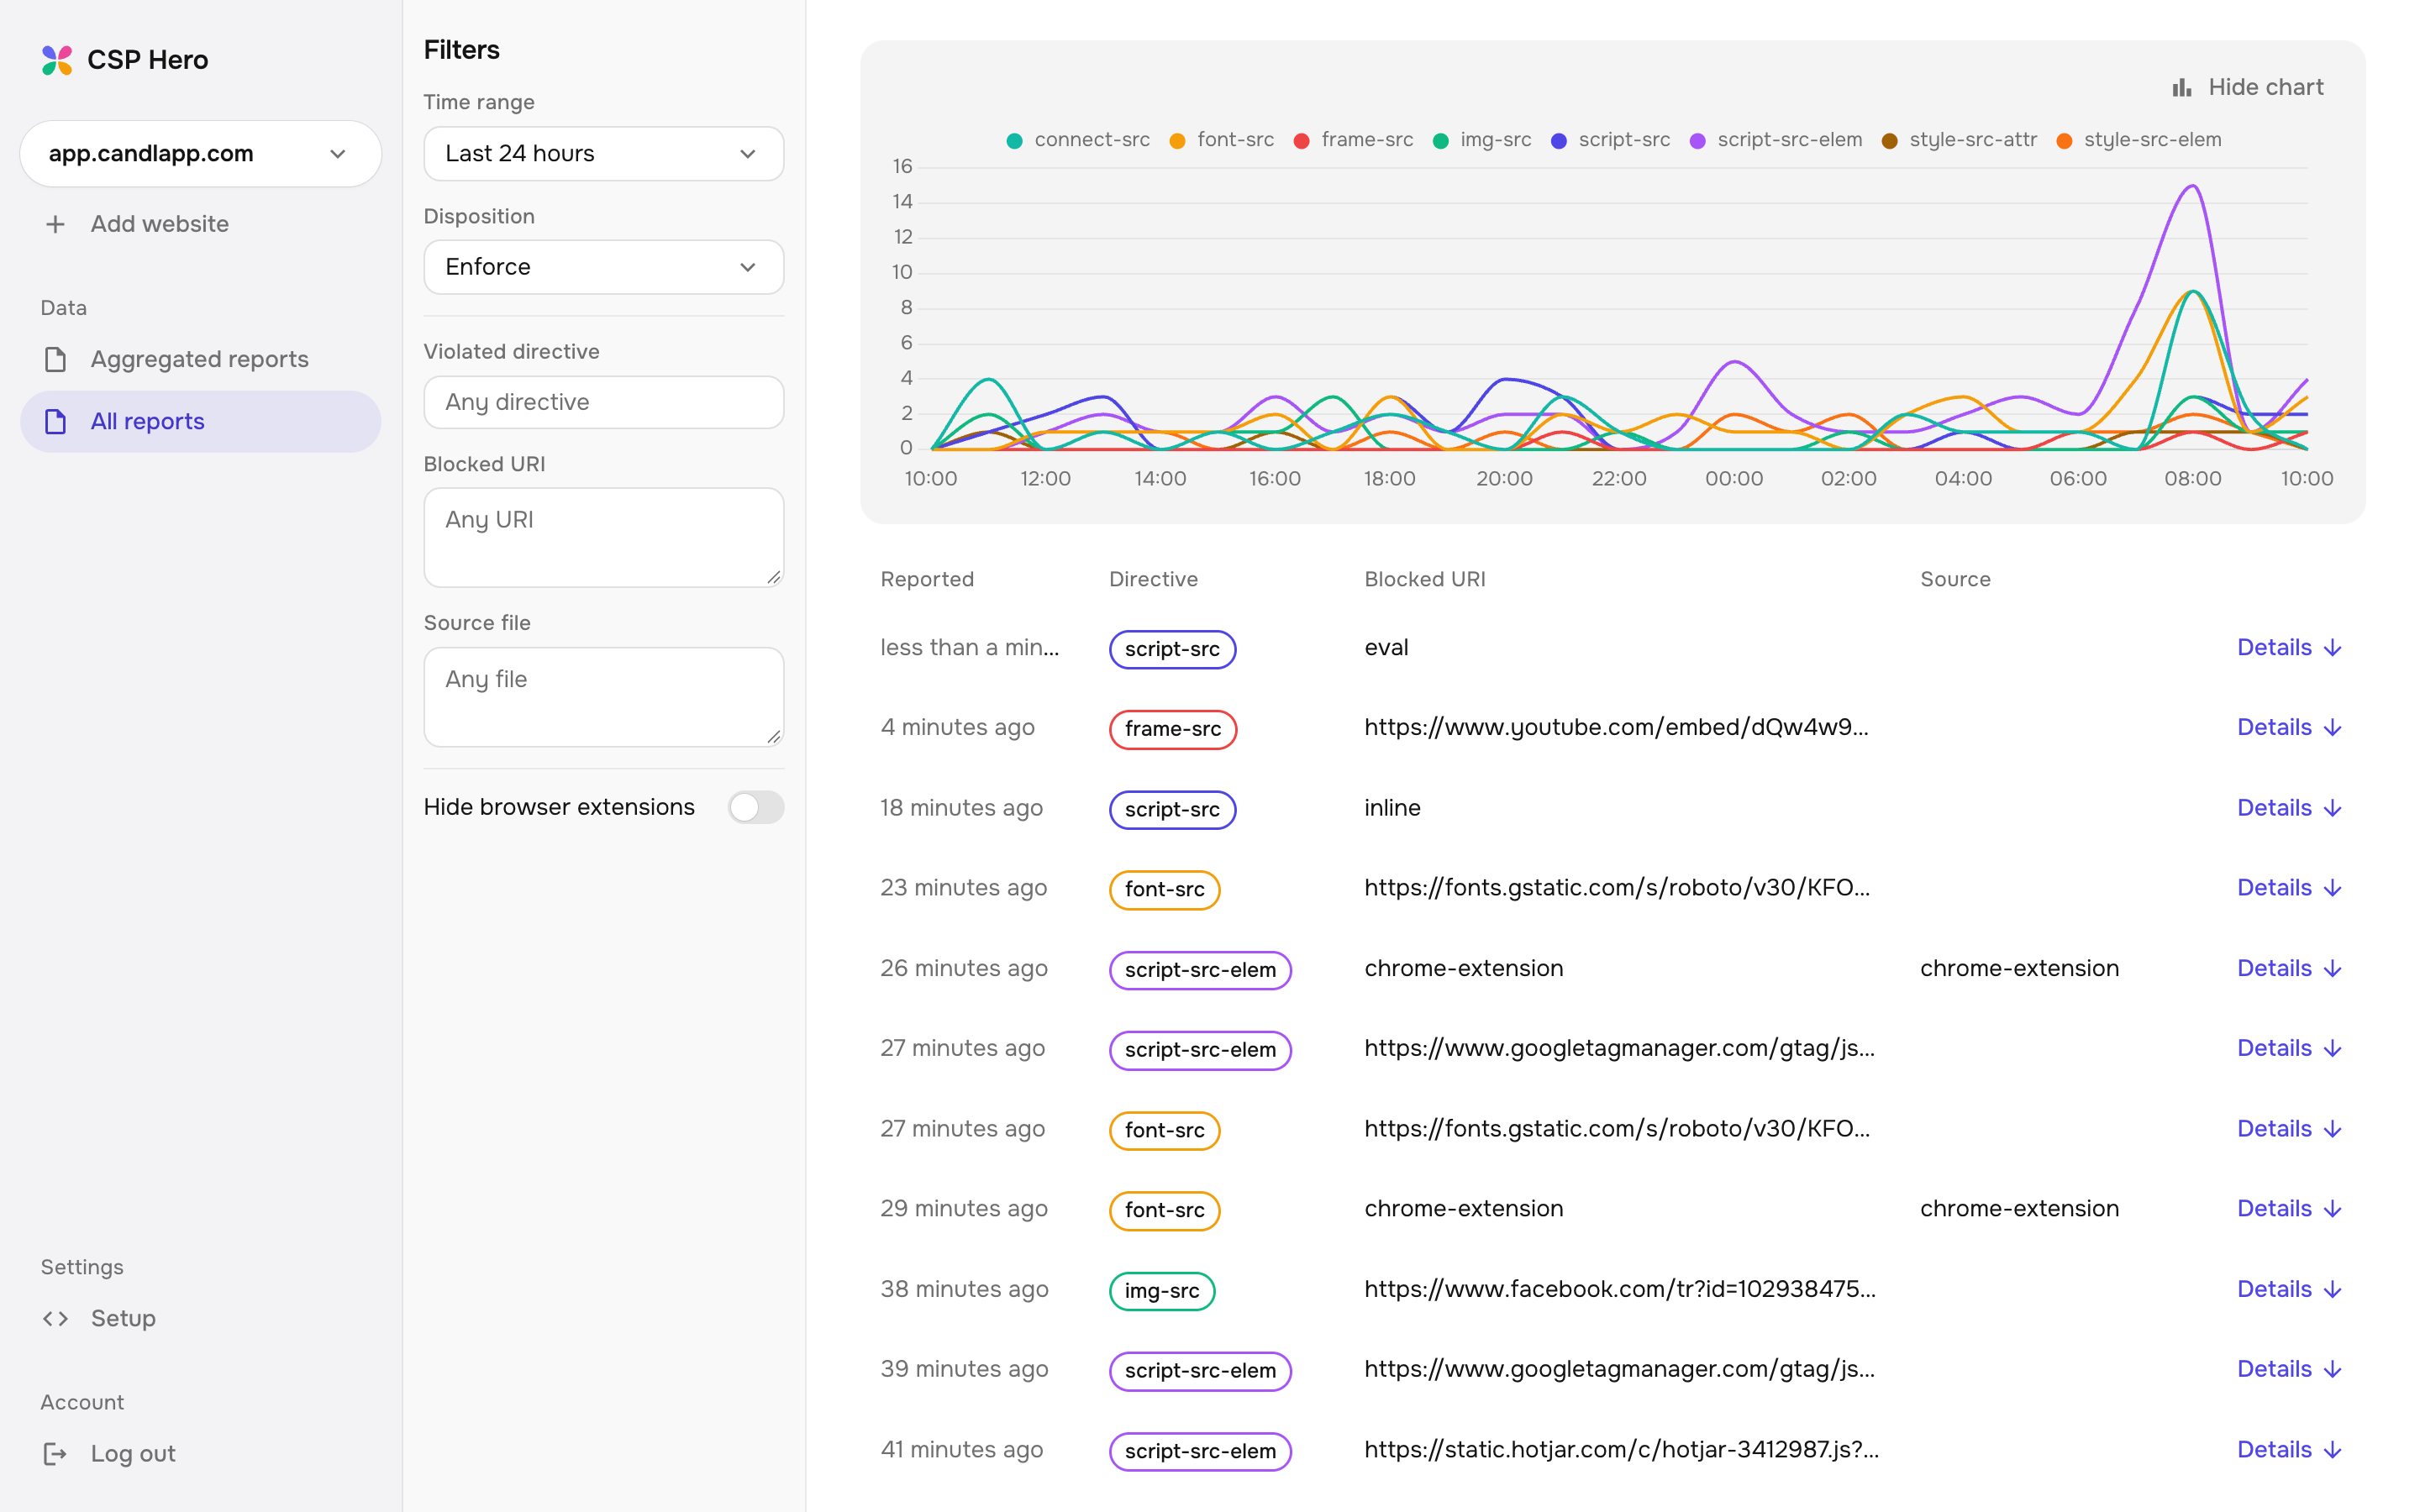 CSP Hero
app.candlapp.com
Add website
Data
Aggregated reports
All reports
Settings
Setup
Account
Log out
Filters
Time range
Last 24 hours
Disposition
Enforce
Violated directive
Any directive
Blocked URI
Any URI
Source file
Any file
Hide browser extensions
Hide chart
connect-src font-src frame-src img-src script-src script-src-elem style-src-attr style-src-elem
16
14
12
10
8
6
4
2
0
10:00 12:00 14:00 16:00 18:00 20:00 22:00 00:00 02:00 04:00 06:00 08:00 10:00
Reported Directive Blocked URI Source
less than a min... script-src eval Details
4 minutes ago frame-src https://www.youtube.com/embed/dQw4w9... Details
18 minutes ago script-src inline Details
23 minutes ago font-src https://fonts.gstatic.com/s/roboto/v30/KFO... Details
26 minutes ago script-src-elem chrome-extension chrome-extension Details
27 minutes ago script-src-elem https://www.googletagmanager.com/gtag/js... Details
27 minutes ago font-src https://fonts.gstatic.com/s/roboto/v30/KFO... Details
29 minutes ago font-src chrome-extension chrome-extension Details
38 minutes ago img-src https://www.facebook.com/tr?id=102938475... Details
39 minutes ago script-src-elem https://www.googletagmanager.com/gtag/js... Details
41 minutes ago script-src-elem https://static.hotjar.com/c/hotjar-3412987.js?... Details